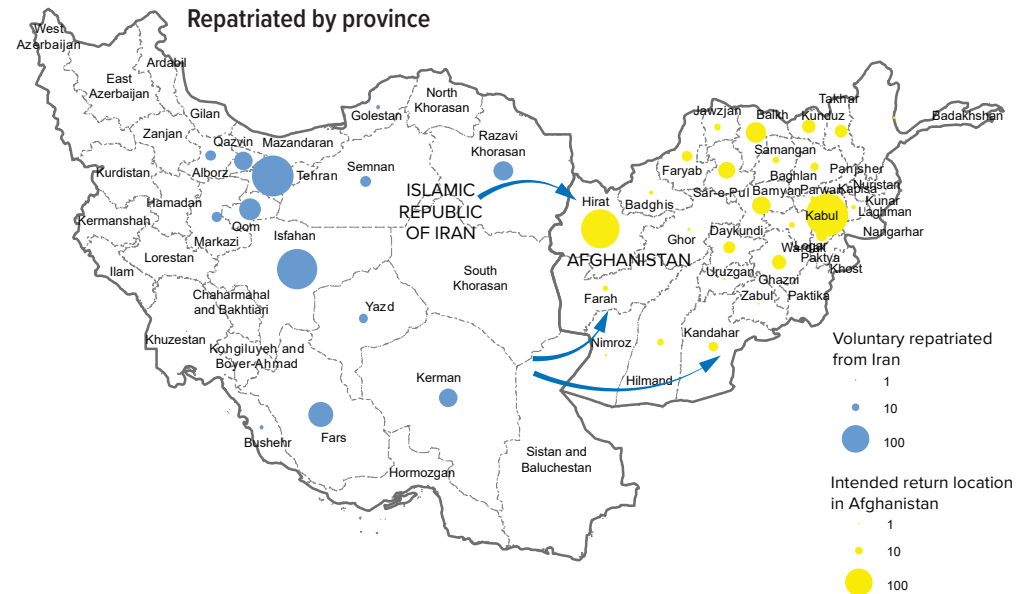 Repatriated by province
West
Azerbaijan
East
Azerbaijan
Ardabil
Gilan
Zanjan
Qazvin
Mazandaran
Golestan
North
Khorasan
Razavi
Khorasan
Kurdistan
Alborz
Tehran
Semnan
Hamadan
Kermanshah
Qom
Markazi
Isfahan
ISLAMIC
REPUBLIC
OF IRAN
Lorestan
Ilam
South
Khorasan
Chaharmahal
and Bakhtiari
Yazd
Khuzestan
Kohgiluyeh and
Boyer-Ahmad
Kerman
Fars
Bushehr
Hormozgan
Sistan and
Baluchestan
Jawzjan
Balkh
Kunduz
Takhar
Badakhshan
Samangan
Faryab
Baghlan
Panjsher
Sar-e-Pul
Bamyan
Parwan
Kapisa
Nuristan
Kunar
Laghman
Hirat
Badghis
Kabul
Nangarhar
Ghor
Daykundi
Wardak
Logar
Paktya
Khost
AFGHANISTAN
Uruzgan
Ghazni
Farah
Zabul
Paktika
Nimroz
Kandahar
Hilmand
Voluntary repatriated
from Iran
1
10
100
Intended return location
in Afghanistan
1
10
100